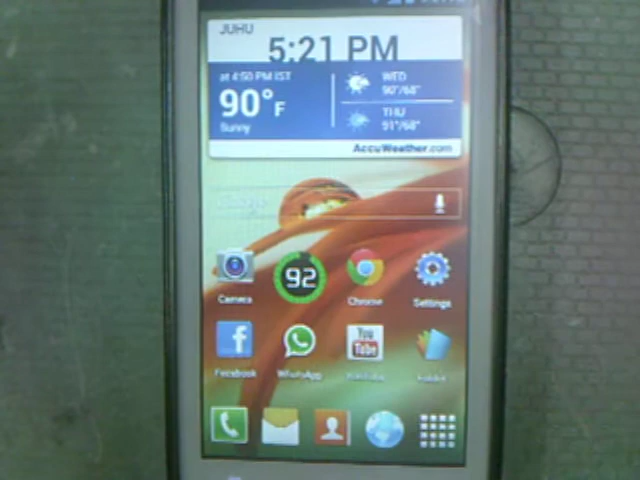 JUHU
5:21 PM
at 4:50 PM IST
90°F
Sunny
WED
90°/68°
THU
91°/68°
AccuWeather.com
92
Camera
Chrome
Settings
f
You
Tube
Facebook
WhatsApp
YouTube